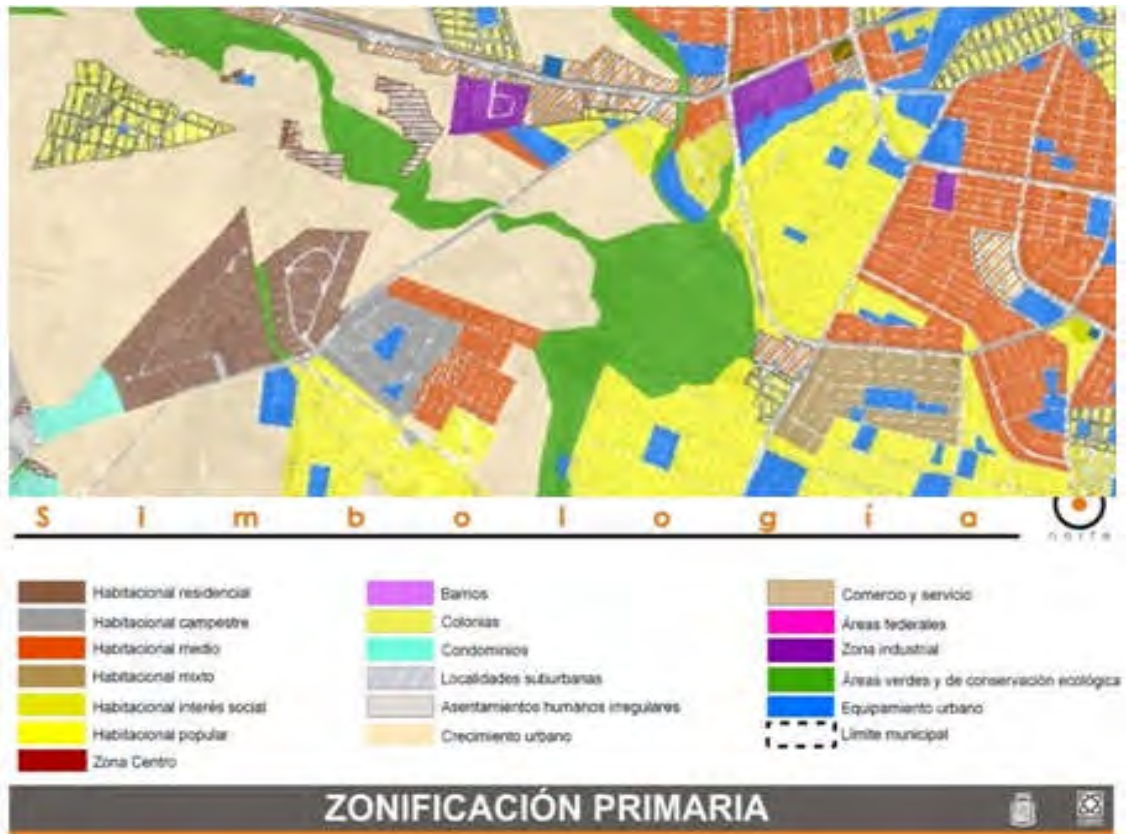 Simbología
norte
Habitacional residencial
Habitacional campestre
Habitacional medio
Habitacional mixto
Habitacional interés social
Habitacional popular
Zona Centro
Barrios
Colonias
Condominios
Localidades suburbanas
Asentamientos humanos irregulares
Crecimiento urbano
Comercio y servicio
Áreas federales
Zona industrial
Áreas verdes y de conservación ecológica
Equipamiento urbano
Límite municipal
ZONIFICACIÓN PRIMARIA